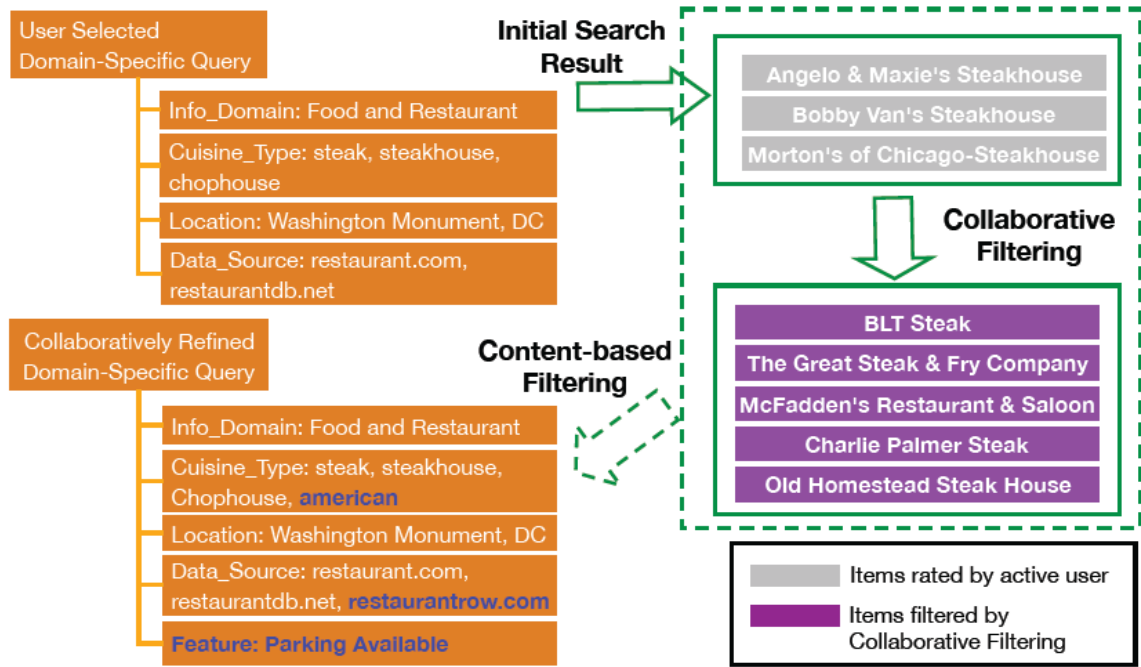 User Selected
Domain-Specific Query
Info_Domain: Food and Restaurant
Cuisine_Type: steak, steakhouse,
chophouse
Location: Washington Monument, DC
Data_Source: restaurant.com,
restaurantdb.net
Initial Search
Result
Angelo & Maxie's Steakhouse
Bobby Van's Steakhouse
Morton's of Chicago-Steakhouse
Collaborative
Filtering
BLT Steak
The Great Steak & Fry Company
McFadden's Restaurant & Saloon
Charlie Palmer Steak
Old Homestead Steak House
Content-based
Filtering
Collaboratively Refined
Domain-Specific Query
Info_Domain: Food and Restaurant
Cuisine_Type: steak, steakhouse,
Chophouse, american
Location: Washington Monument, DC
Data_Source: restaurant.com,
restaurantdb.net, restaurantrow.com
Feature: Parking Available
Items rated by active user
Items filtered by
Collaborative Filtering